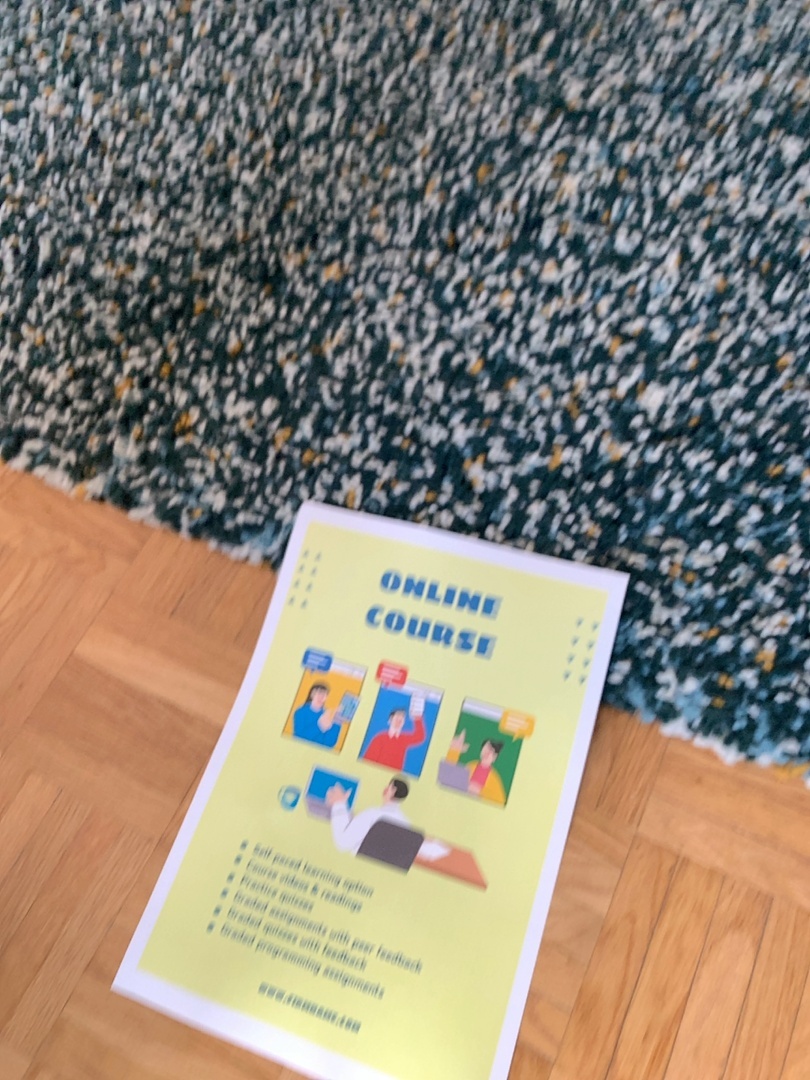 ONLINE
COURSE
Self paced learning option
Course videos & readings
Practice quizzes
Graded assignments with peer feedback
Graded quizzes with feedback
Graded programming assignments